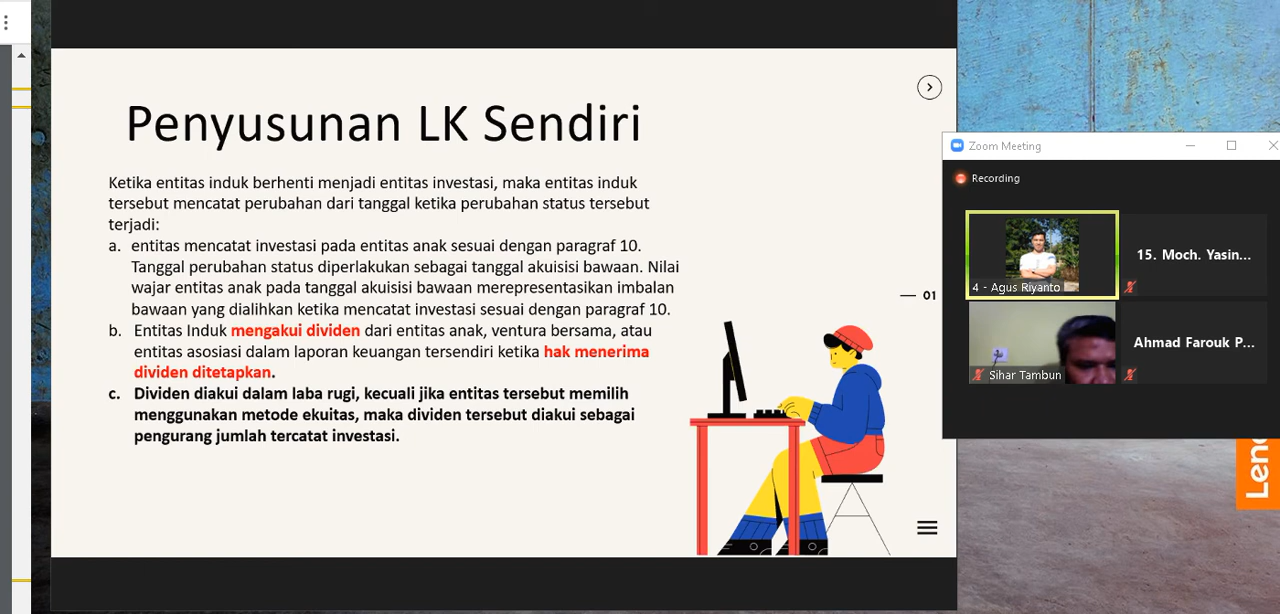 Penyusunan LK Sendiri
Ketika entitas induk berhenti menjadi entitas investasi, maka entitas induk
tersebut mencatat perubahan dari tanggal ketika perubahan status tersebut
terjadi:
a. entitas mencatat investasi pada entitas anak sesuai dengan paragraf 10.
Tanggal perubahan status diperlakukan sebagai tanggal akuisisi bawaan. Nilai
wajar entitas anak pada tanggal akuisisi bawaan merepresentasikan imbalan
bawaan yang dialihkan ketika mencatat investasi sesuai dengan paragraf 10.
b. Entitas Induk mengakui dividen dari entitas anak, ventura bersama, atau
entitas asosiasi dalam laporan keuangan tersendiri ketika hak menerima
dividen ditetapkan.
c. Dividen diakui dalam laba rugi, kecuali jika entitas tersebut memilih
menggunakan metode ekuitas, maka dividen tersebut diakui sebagai
pengurang jumlah tercatat investasi.
01
Zoom Meeting
Recording
4 - Agus Riyanto
15. Moch. Yasin...
Sihar Tambun
Ahmad Farouk P...
Leno